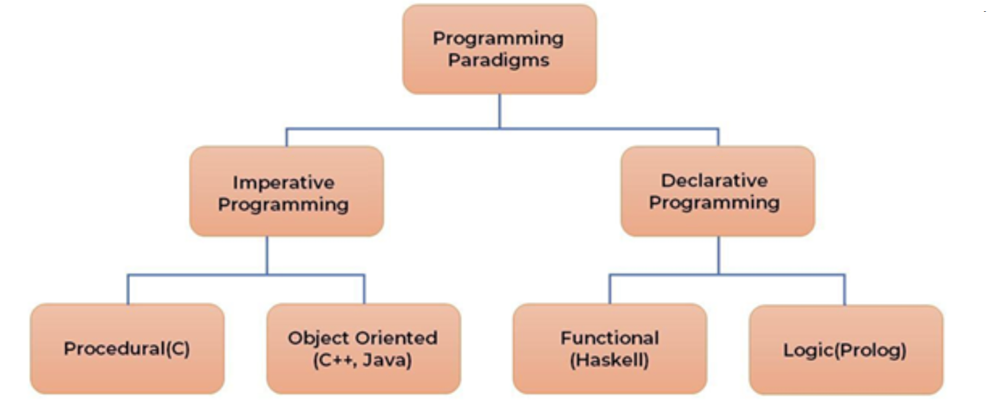 Programming
Paradigms
Imperative
Programming
Declarative
Programming
Procedural(C)
Object Oriented
(C++, Java)
Functional
(Haskell)
Logic(Prolog)